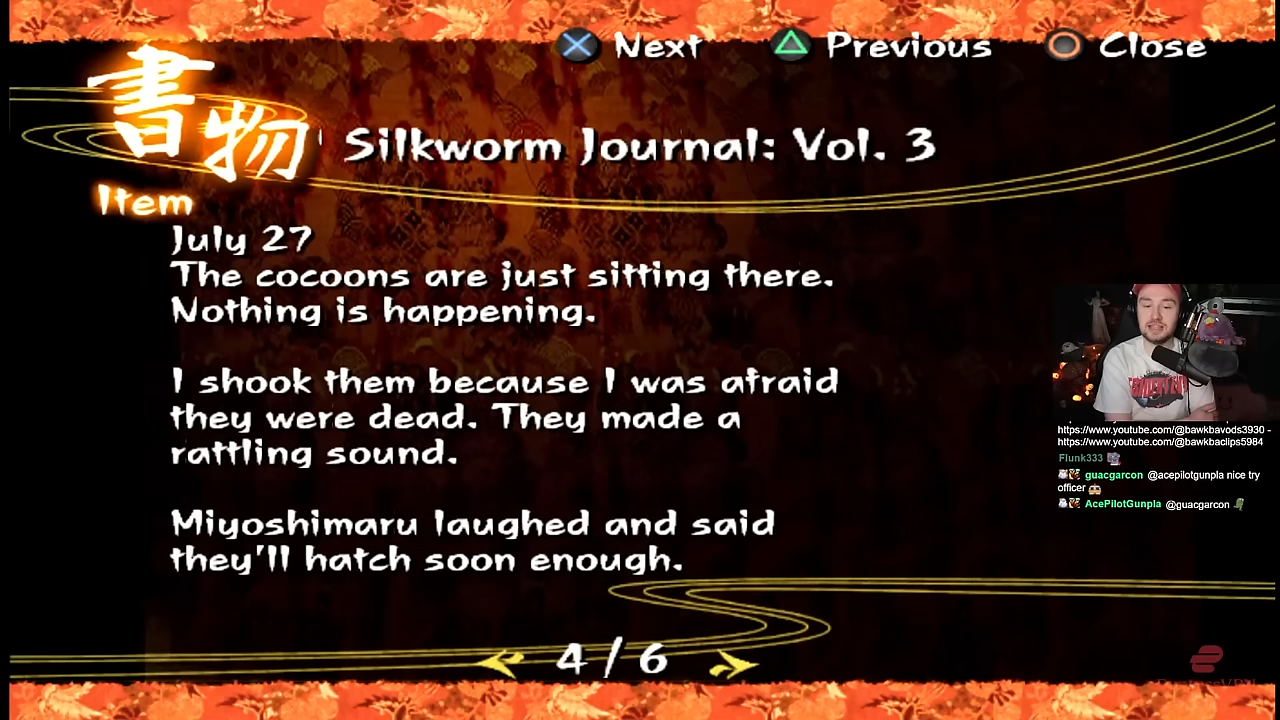 Next
Previous
Close
書物
Silkworm Journal: Vol. 3
Item
July 27
The cocoons are just sitting there.
Nothing is happening.
I shook them because I was afraid
they were dead. They made a
rattling sound.
Miyoshimaru laughed and said
they'll hatch soon enough.
4 / 6
https://www.youtube.com/@bawkbavods3930 -
https://www.youtube.com/@bawkbaclips5984
Flunk333
guacgarcon @acepilotgunpla nice try
officer
AcePilotGunpla @guacgarcon